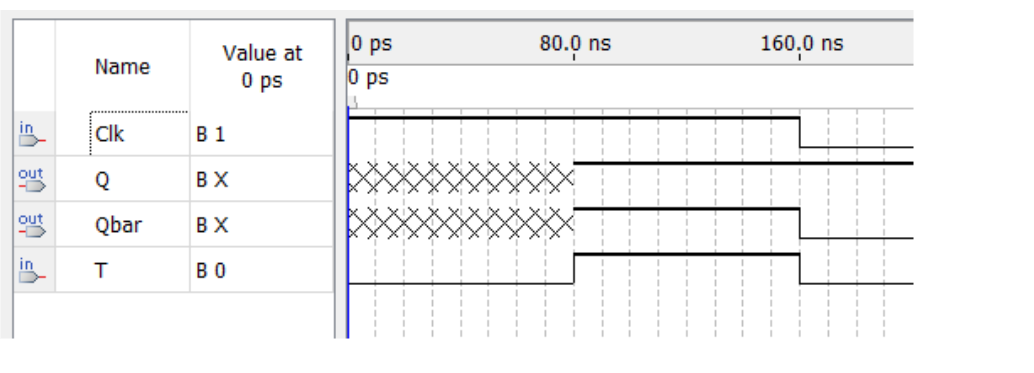 Name Value at 0 ps 0 ps 80.0 ns 160.0 ns
0 ps
in Clk B 1
out Q B X
out Qbar B X
in T B 0